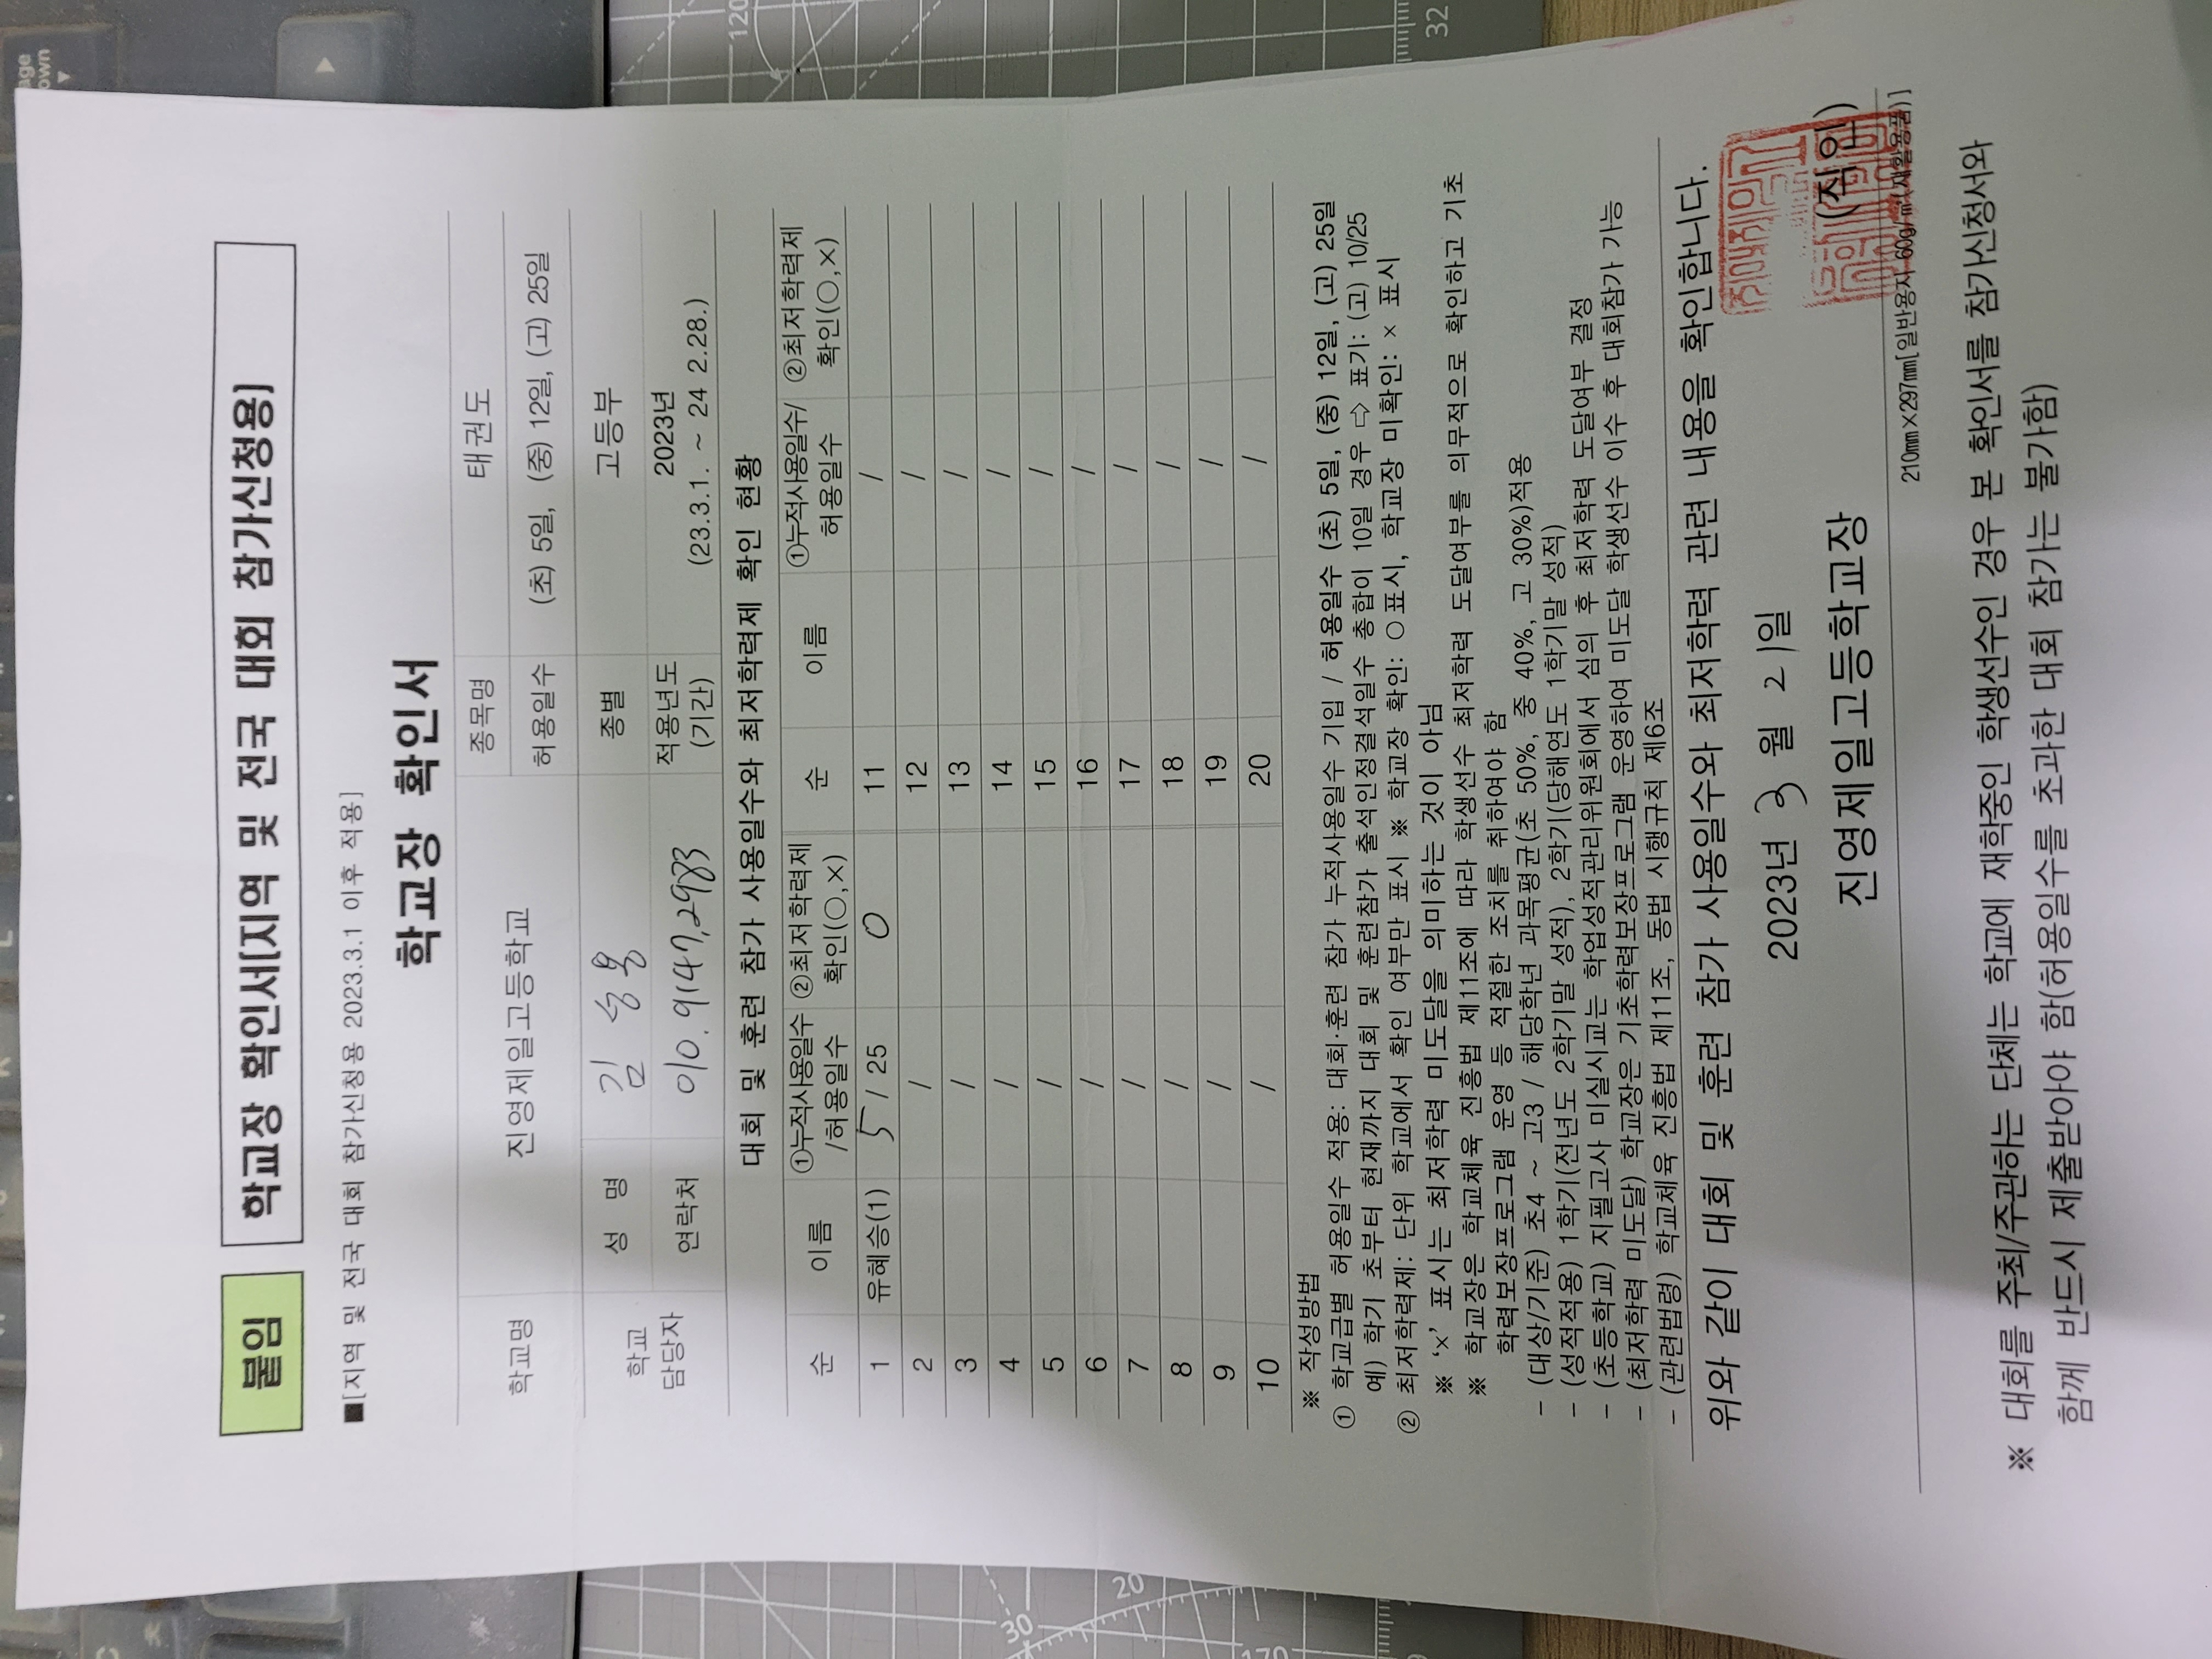 붙임
학교장 확인서[지역 및 전국 대회 참가신청용]
■[지역 및 전국 대회 참가신청용 2023.3.1 이후 적용]
학교장 확인서
학교명 진영제일고등학교 종목명 태권도
허용일수 (초) 5일, (중) 12일, (고) 25일
학교 담당자 성 명 김 종별 고등부
연락처 010.9147.2983 적용년도 (기간) 2023년 (23.3.1. ~ 24 2.28.)
대회 및 훈련 참가 사용일수와 최저학력제 확인 현황
순 이름 ①누적사용일수 /허용일수 ②최저학력제 확인(○,×) 순 이름 ①누적사용일수/ 허용일수 ②최저학력제 확인(○,×)
1 유혜승(1) 5 / 25 0 11 /
2 / 12 /
3 / 13 /
4 / 14 /
5 / 15 /
6 / 16 /
7 / 17 /
8 / 18 /
9 / 19 /
10 / 20 /
※ 작성방법
① 학교급별 허용일수 적용: 대회·훈련 참가 누적사용일수 기입 / 허용일수 (초) 5일, (중) 12일, (고) 25일
예) 학기 초부터 현재까지 대회 및 훈련참가 출석인정결석일수 총합이 10일 경우 ⇨ 표기: (고) 10/25
② 최저학력제: 단위 학교에서 확인 여부만 표시 ※ 학교장 확인: ○ 표시, 학교장 미확인: × 표시
※ ‘×’ 표시는 최저학력 미도달을 의미하는 것이 아님
※ 학교장은 학교체육 진흥법 제11조에 따라 학생선수 최저학력 도달여부를 의무적으로 확인하고 기초
학력보장프로그램 운영 등 적절한 조치를 취하여야 함
- (대상/기준) 초4 ~ 고3 / 해당학년 과목평균(초 50%, 중 40%, 고 30%)적용
- (성적적용) 1학기(전년도 2학기말 성적), 2학기(당해연도 1학기말 성적)
- (초등학교) 지필고사 미실시교는 학업성적관리위원회에서 심의 후 최저학력 도달여부 결정
- (최저학력 미도달) 학교장은 기초학력보장프로그램 운영하여 미도달 학생선수 이수 후 대회참가 가능
- (관련법령) 학교체육 진흥법 제11조, 동법 시행규칙 제6조
위와 같이 대회 및 훈련 참가 사용일수와 최저학력 관련 내용을 확인합니다.
2023년 3 월 21일
진영제일고등학교장 (직인)
210㎜×297㎜[일반용지 60g/㎡(재활용품)]
※ 대회를 주최/주관하는 단체는 학교에 재학중인 학생선수인 경우 본 확인서를 참가신청서와
함께 반드시 제출받아야 함(허용일수를 초과한 대회 참가는 불가함)
120
32
30
20
170